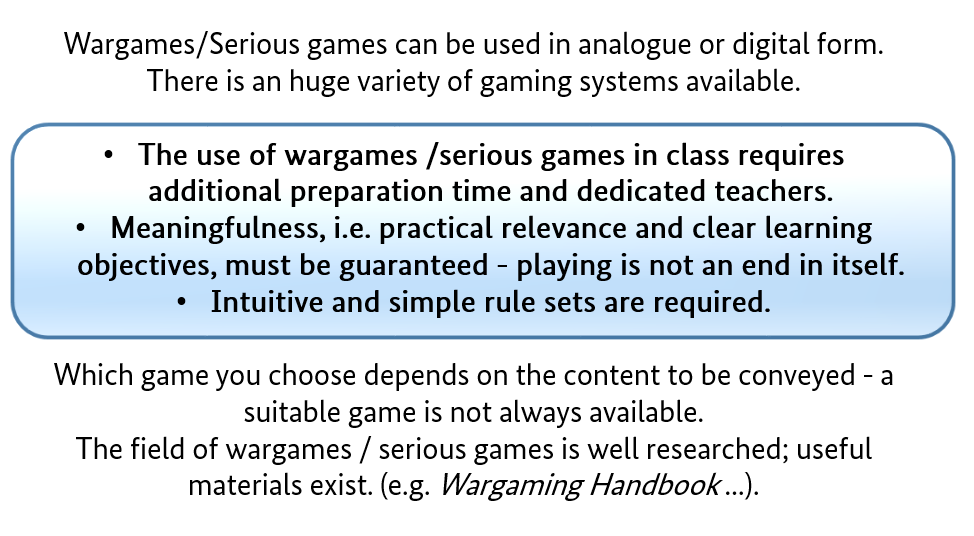 Wargames/Serious games can be used in analogue or digital form.
There is an huge variety of gaming systems available.
• The use of wargames /serious games in class requires
additional preparation time and dedicated teachers.
• Meaningfulness, i.e. practical relevance and clear learning
objectives, must be guaranteed - playing is not an end in itself.
• Intuitive and simple rule sets are required.
Which game you choose depends on the content to be conveyed - a
suitable game is not always available.
The field of wargames / serious games is well researched; useful
materials exist. (e.g. Wargaming Handbook ...).